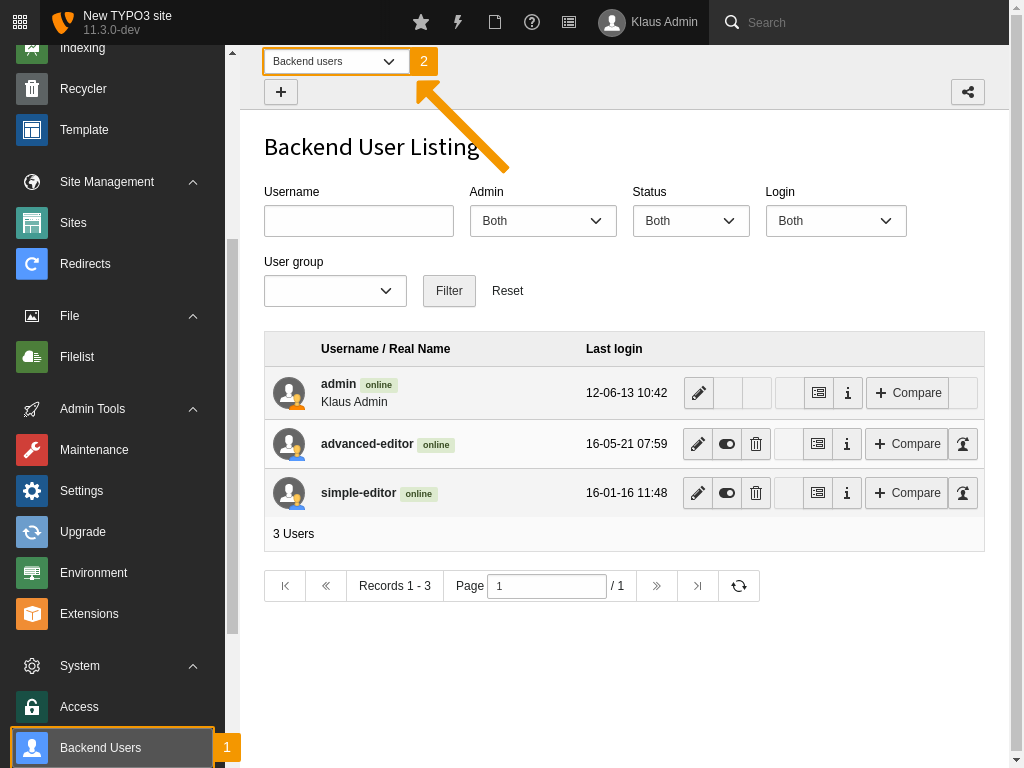 New TYPO3 site
11.3.0-dev
Klaus Admin
Search
Indexing
Recycler
Template
Site Management
Sites
Redirects
File
Filelist
Admin Tools
Maintenance
Settings
Upgrade
Environment
Extensions
System
Access
Backend Users
1
Backend users
2
Backend User Listing
Username Admin Status Login
Both Both Both
User group
Filter Reset
Username / Real Name Last login
admin online
Klaus Admin
12-06-13 10:42 Compare
advanced-editor online 16-05-21 07:59 Compare
simple-editor online 16-01-16 11:48 Compare
3 Users
Records 1 - 3 Page 1 / 1